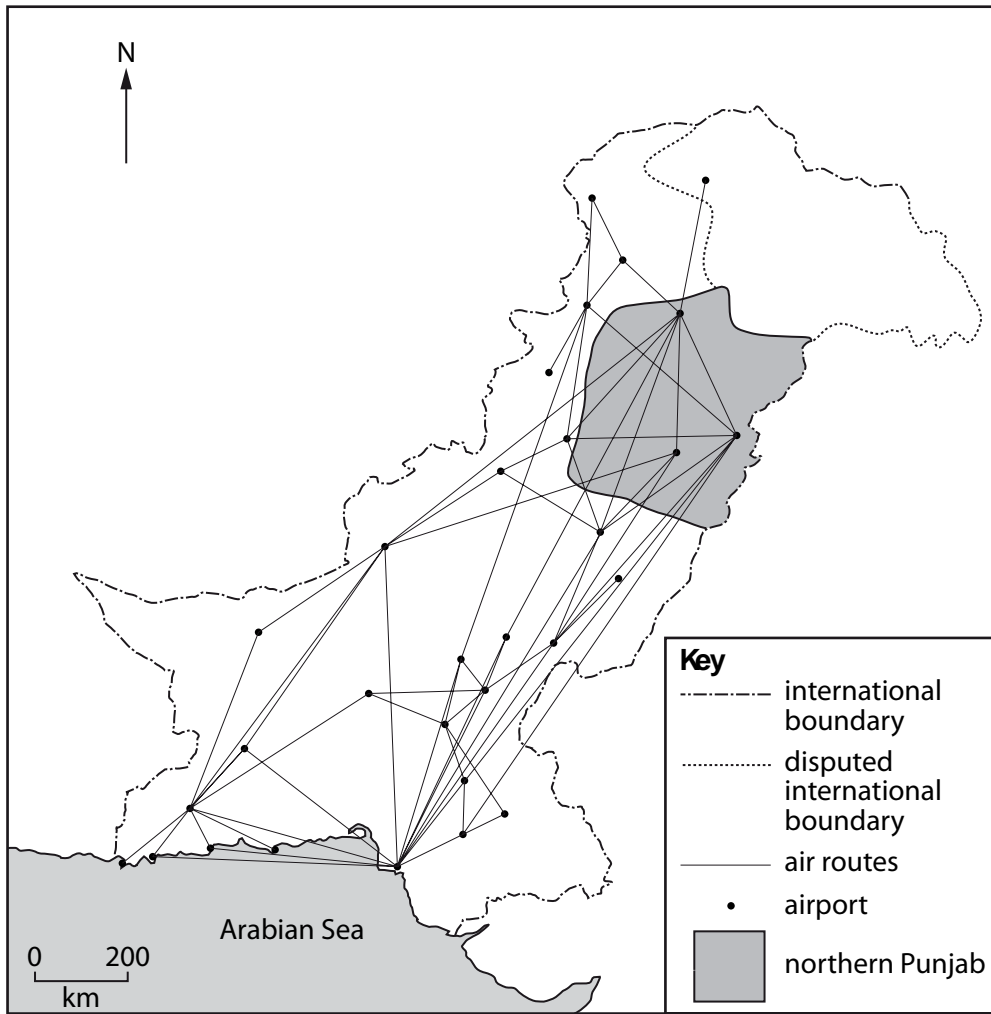 N
Arabian Sea
0 200
km
Key
international
boundary
disputed
international
boundary
air routes
airport
northern Punjab